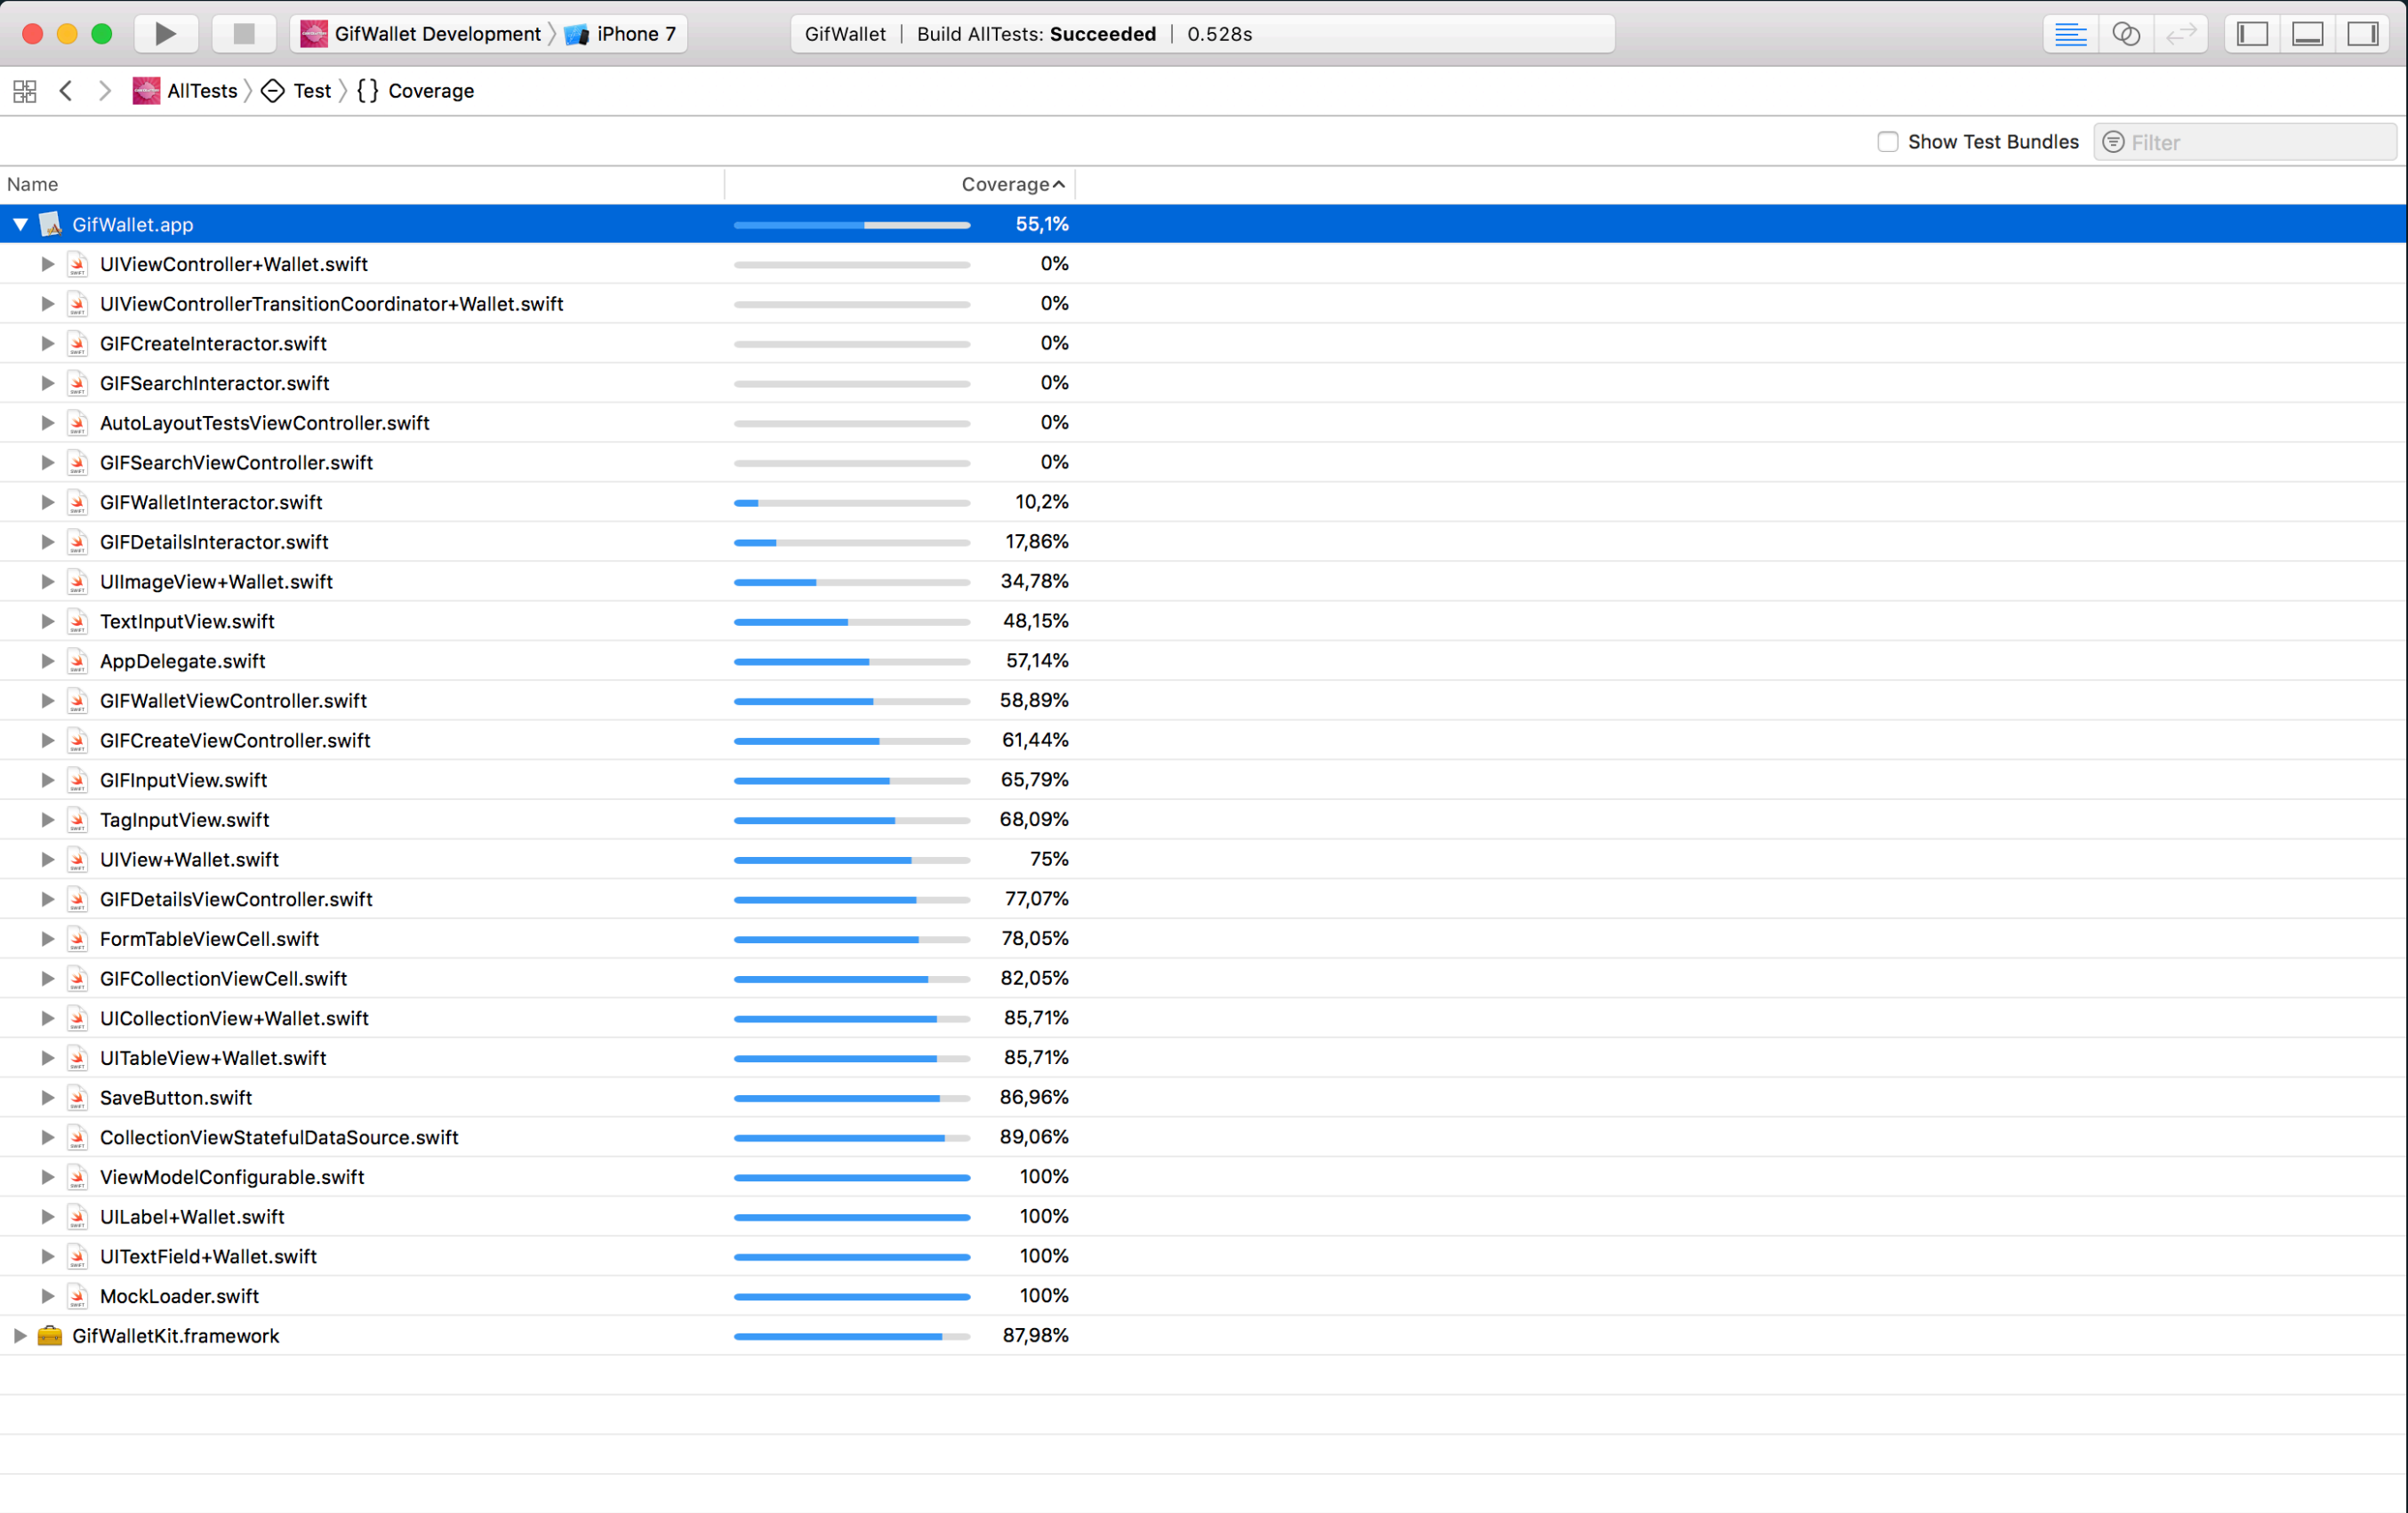 GifWallet Development iPhone 7 GifWallet | Build AllTests: Succeeded | 0.528s
AllTests Test {} Coverage
Show Test Bundles Filter
Name Coverage
GifWallet.app 55,1%
UIViewController+Wallet.swift 0%
UIViewControllerTransitionCoordinator+Wallet.swift 0%
GIFCreateInteractor.swift 0%
GIFSearchInteractor.swift 0%
AutoLayoutTestsViewController.swift 0%
GIFSearchViewController.swift 0%
GIFWalletInteractor.swift 10,2%
GIFDetailsInteractor.swift 17,86%
UIImageView+Wallet.swift 34,78%
TextInputView.swift 48,15%
AppDelegate.swift 57,14%
GIFWalletViewController.swift 58,89%
GIFCreateViewController.swift 61,44%
GIFInputView.swift 65,79%
TagInputView.swift 68,09%
UIView+Wallet.swift 75%
GIFDetailsViewController.swift 77,07%
FormTableViewCell.swift 78,05%
GIFCollectionViewCell.swift 82,05%
UICollectionView+Wallet.swift 85,71%
UITableView+Wallet.swift 85,71%
SaveButton.swift 86,96%
CollectionViewStatefulDataSource.swift 89,06%
ViewModelConfigurable.swift 100%
UILabel+Wallet.swift 100%
UITextField+Wallet.swift 100%
MockLoader.swift 100%
GifWalletKit.framework 87,98%